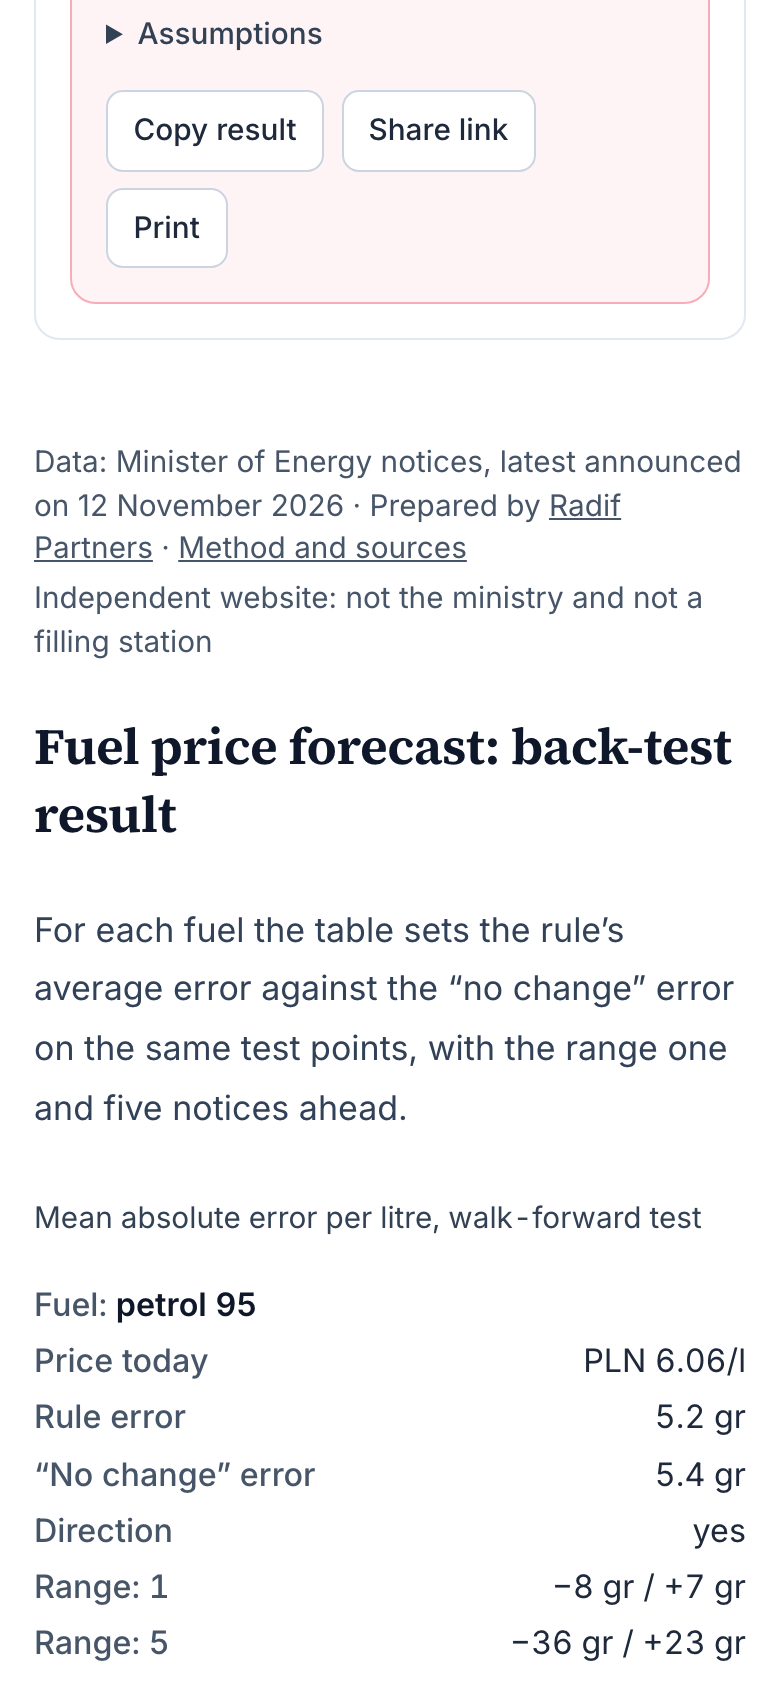 Assumptions
Copy result
Share link
Print
Data: Minister of Energy notices, latest announced
on 12 November 2026 · Prepared by Radif
Partners · Method and sources
Independent website: not the ministry and not a
filling station
Fuel price forecast: back-test
result
For each fuel the table sets the rule’s
average error against the “no change” error
on the same test points, with the range one
and five notices ahead.
Mean absolute error per litre, walk-forward test
Fuel: petrol 95
Price today PLN 6.06/l
Rule error 5.2 gr
“No change” error 5.4 gr
Direction yes
Range: 1 −8 gr / +7 gr
Range: 5 −36 gr / +23 gr